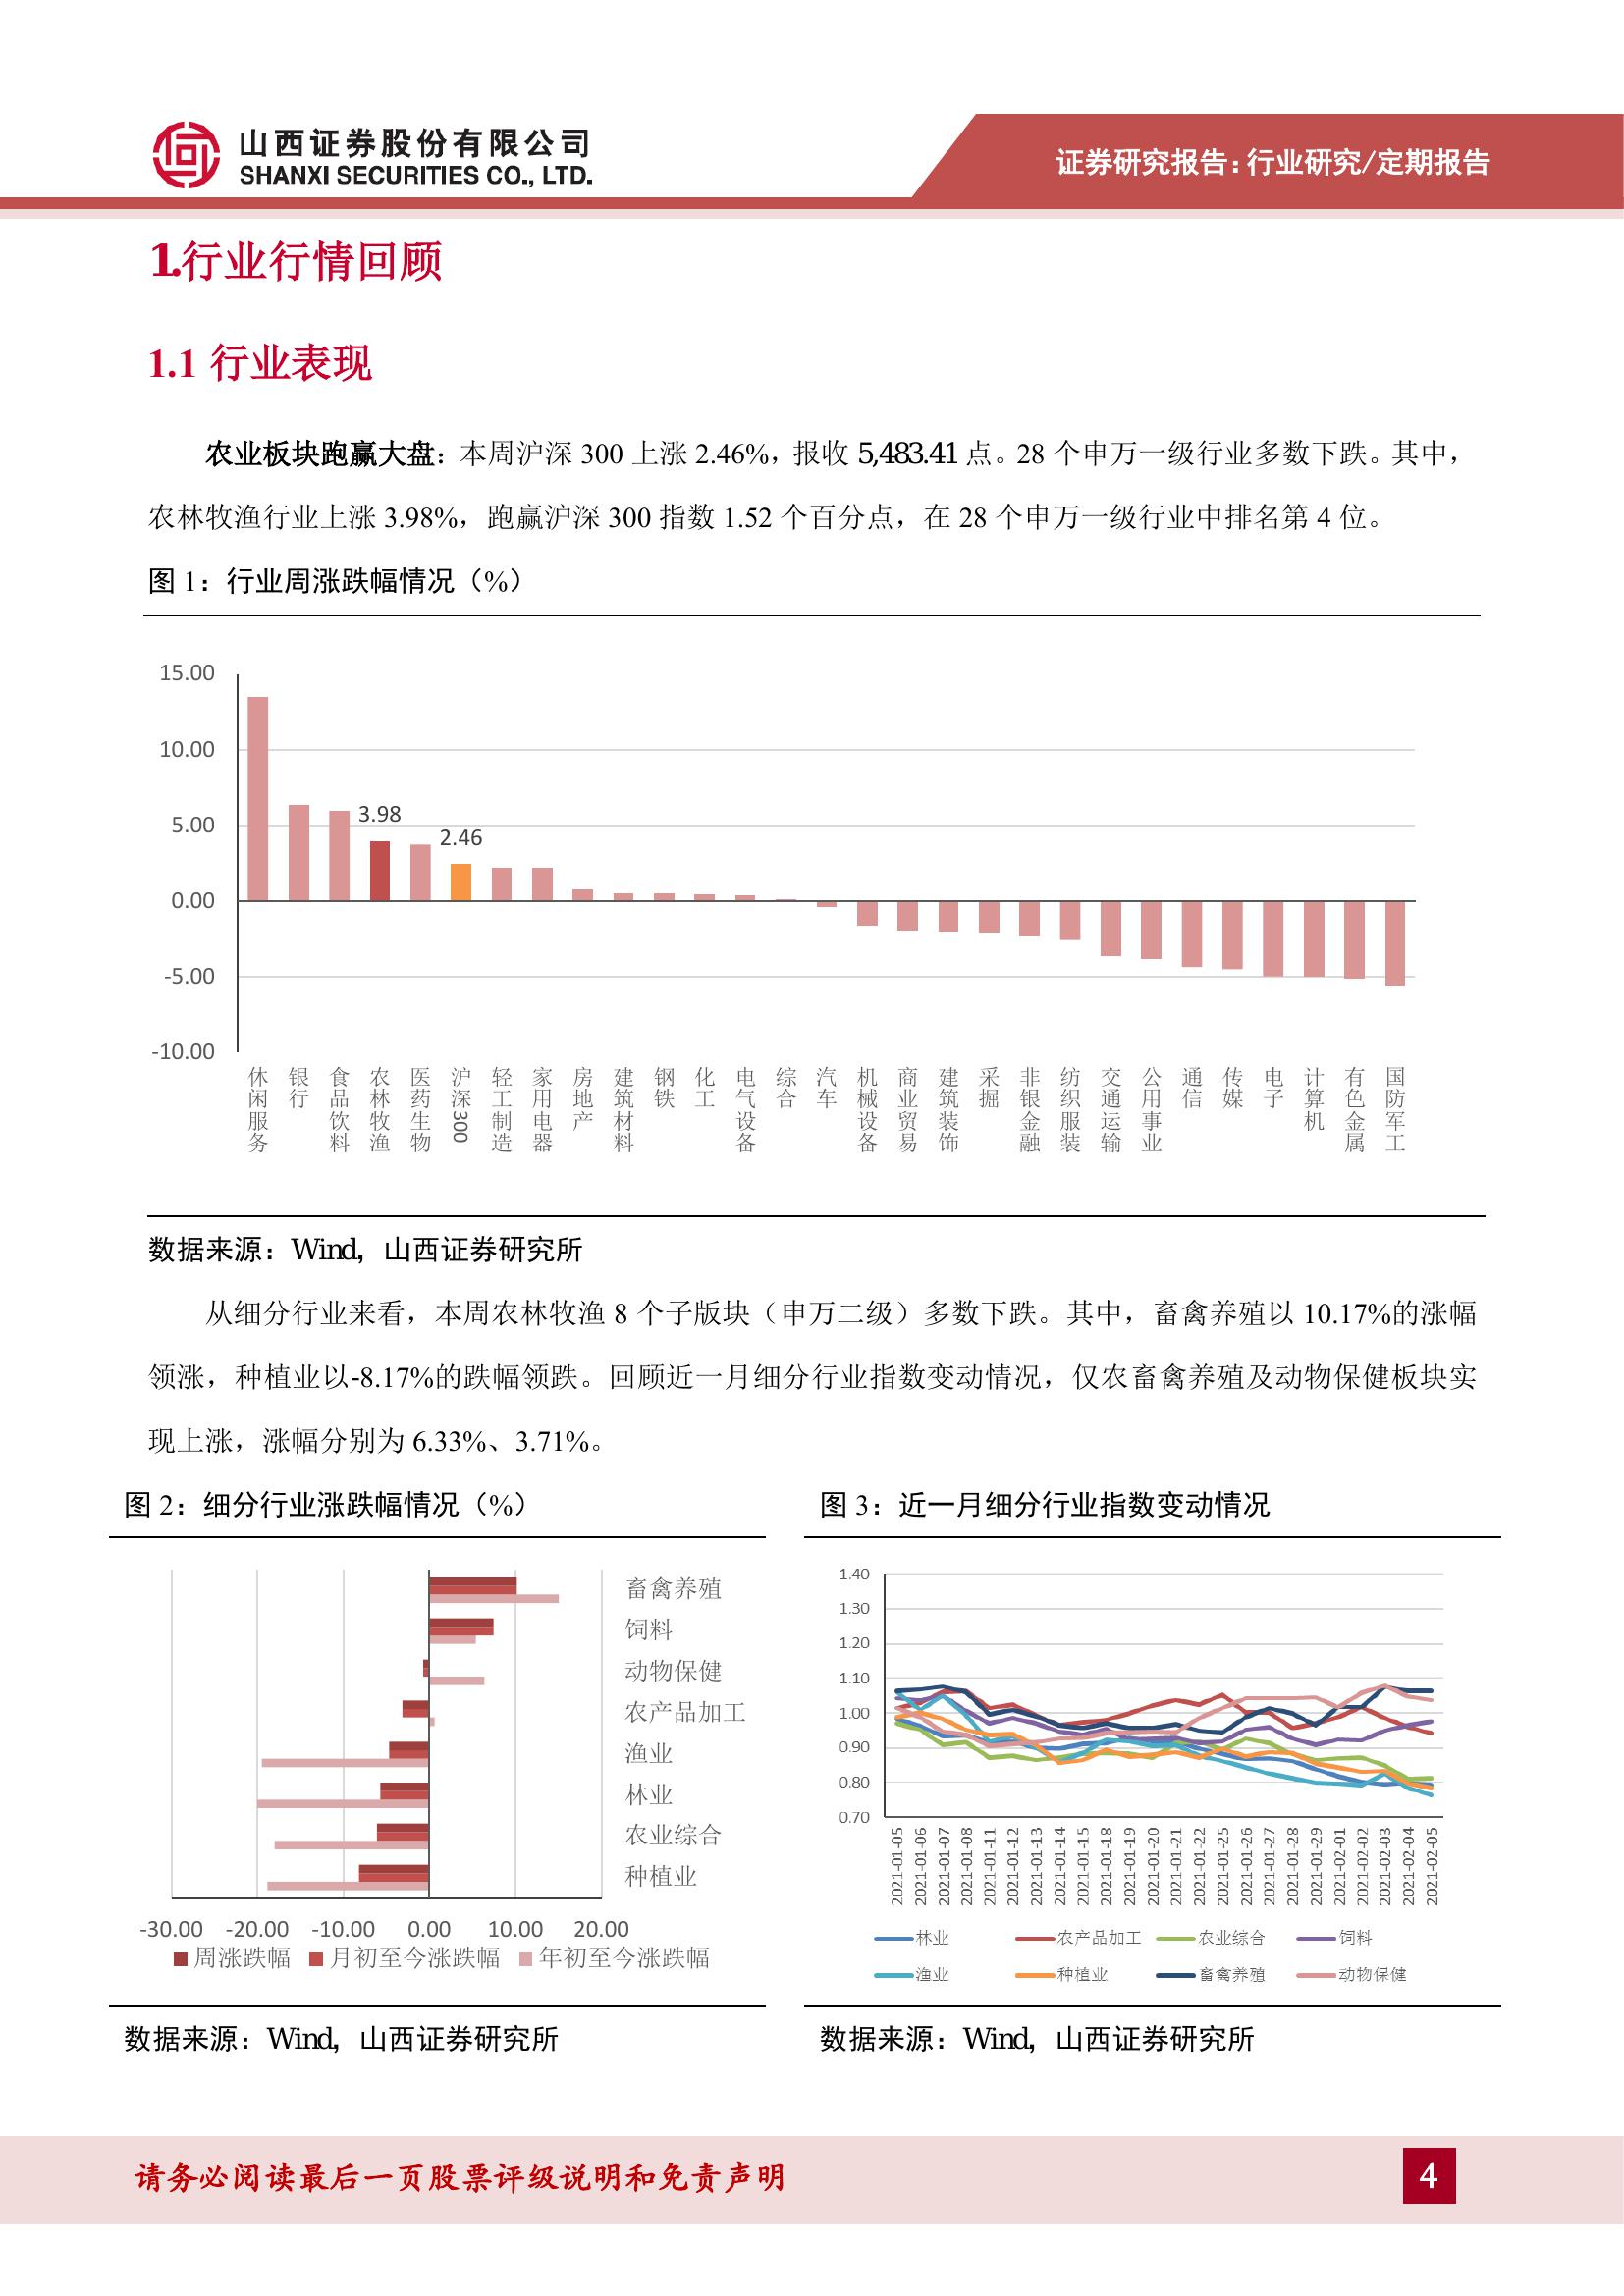 山西证券股份有限公司
SHANXI SECURITIES CO., LTD.
证券研究报告：行业研究/定期报告
1.行业行情回顾
1.1 行业表现
农业板块跑赢大盘：本周沪深 300 上涨 2.46%，报收 5,483.41 点。28 个申万一级行业多数下跌。其中，
农林牧渔行业上涨 3.98%，跑赢沪深 300 指数 1.52 个百分点，在 28 个申万一级行业中排名第 4 位。
图 1：行业周涨跌幅情况（%）
15.00
10.00
5.00
0.00
-5.00
-10.00
3.98
2.46
休闲服务
银行
食品饮料
农林牧渔
医药生物
沪深300
轻工制造
家用电器
房地产
建筑材料
钢铁
化工
电气设备
综合
汽车
机械设备
商业贸易
建筑装饰
采掘
非银金融
纺织服装
交通运输
公用事业
通信
传媒
电子
计算机
有色金属
国防军工
数据来源：Wind，山西证券研究所
从细分行业来看，本周农林牧渔 8 个子版块（申万二级）多数下跌。其中，畜禽养殖以 10.17%的涨幅
领涨，种植业以-8.17%的跌幅领跌。回顾近一月细分行业指数变动情况，仅农畜禽养殖及动物保健板块实
现上涨，涨幅分别为 6.33%、3.71%。
图 2：细分行业涨跌幅情况（%）
畜禽养殖
饲料
动物保健
农产品加工
渔业
林业
农业综合
种植业
-30.00 -20.00 -10.00 0.00 10.00 20.00
周涨跌幅 月初至今涨跌幅 年初至今涨跌幅
数据来源：Wind，山西证券研究所
图 3：近一月细分行业指数变动情况
1.40
1.30
1.20
1.10
1.00
0.90
0.80
0.70
2021-01-05
2021-01-06
2021-01-07
2021-01-08
2021-01-11
2021-01-12
2021-01-13
2021-01-14
2021-01-15
2021-01-18
2021-01-19
2021-01-20
2021-01-21
2021-01-22
2021-01-25
2021-01-26
2021-01-27
2021-01-28
2021-01-29
2021-02-01
2021-02-02
2021-02-03
2021-02-04
2021-02-05
林业 农产品加工 农业综合 饲料
渔业 种植业 畜禽养殖 动物保健
数据来源：Wind，山西证券研究所
请务必阅读最后一页股票评级说明和免责声明
4